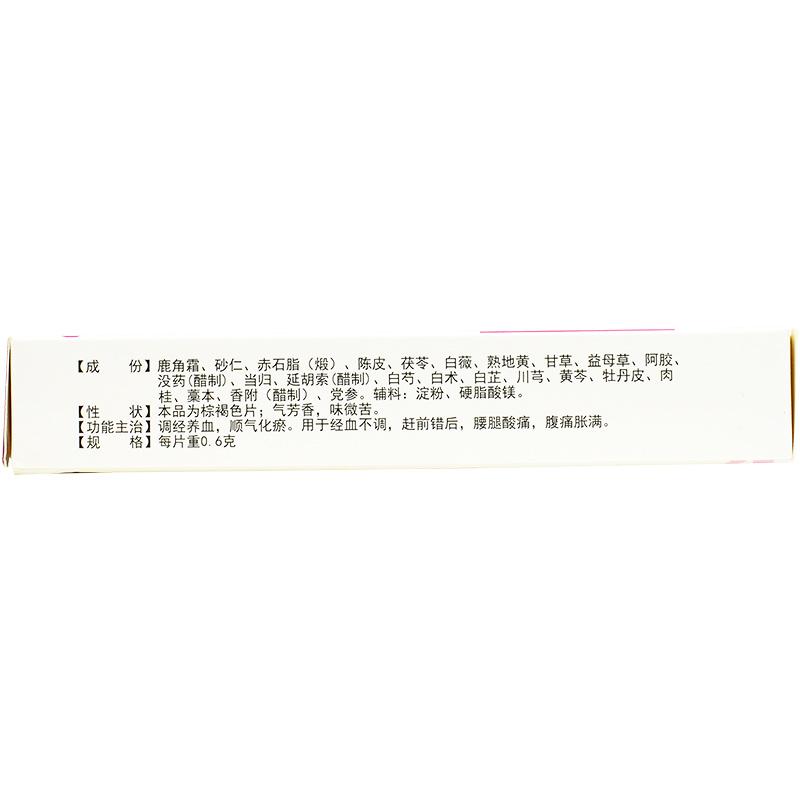 【成　　份】鹿角霜、砂仁、赤石脂（煅）、陈皮、茯苓、白薇、熟地黄、甘草、益母草、阿胶、
没药(醋制)、当归、延胡索(醋制)、白芍、白术、白芷、川芎、黄芩、牡丹皮、肉
桂、藁本、香附（醋制）、党参。辅料：淀粉、硬脂酸镁。
【性　　状】本品为棕褐色片；气芳香，味微苦。
【功能主治】调经养血，顺气化瘀。用于经血不调，赶前错后，腰腿酸痛，腹痛胀满。
【规　　格】每片重0.6克